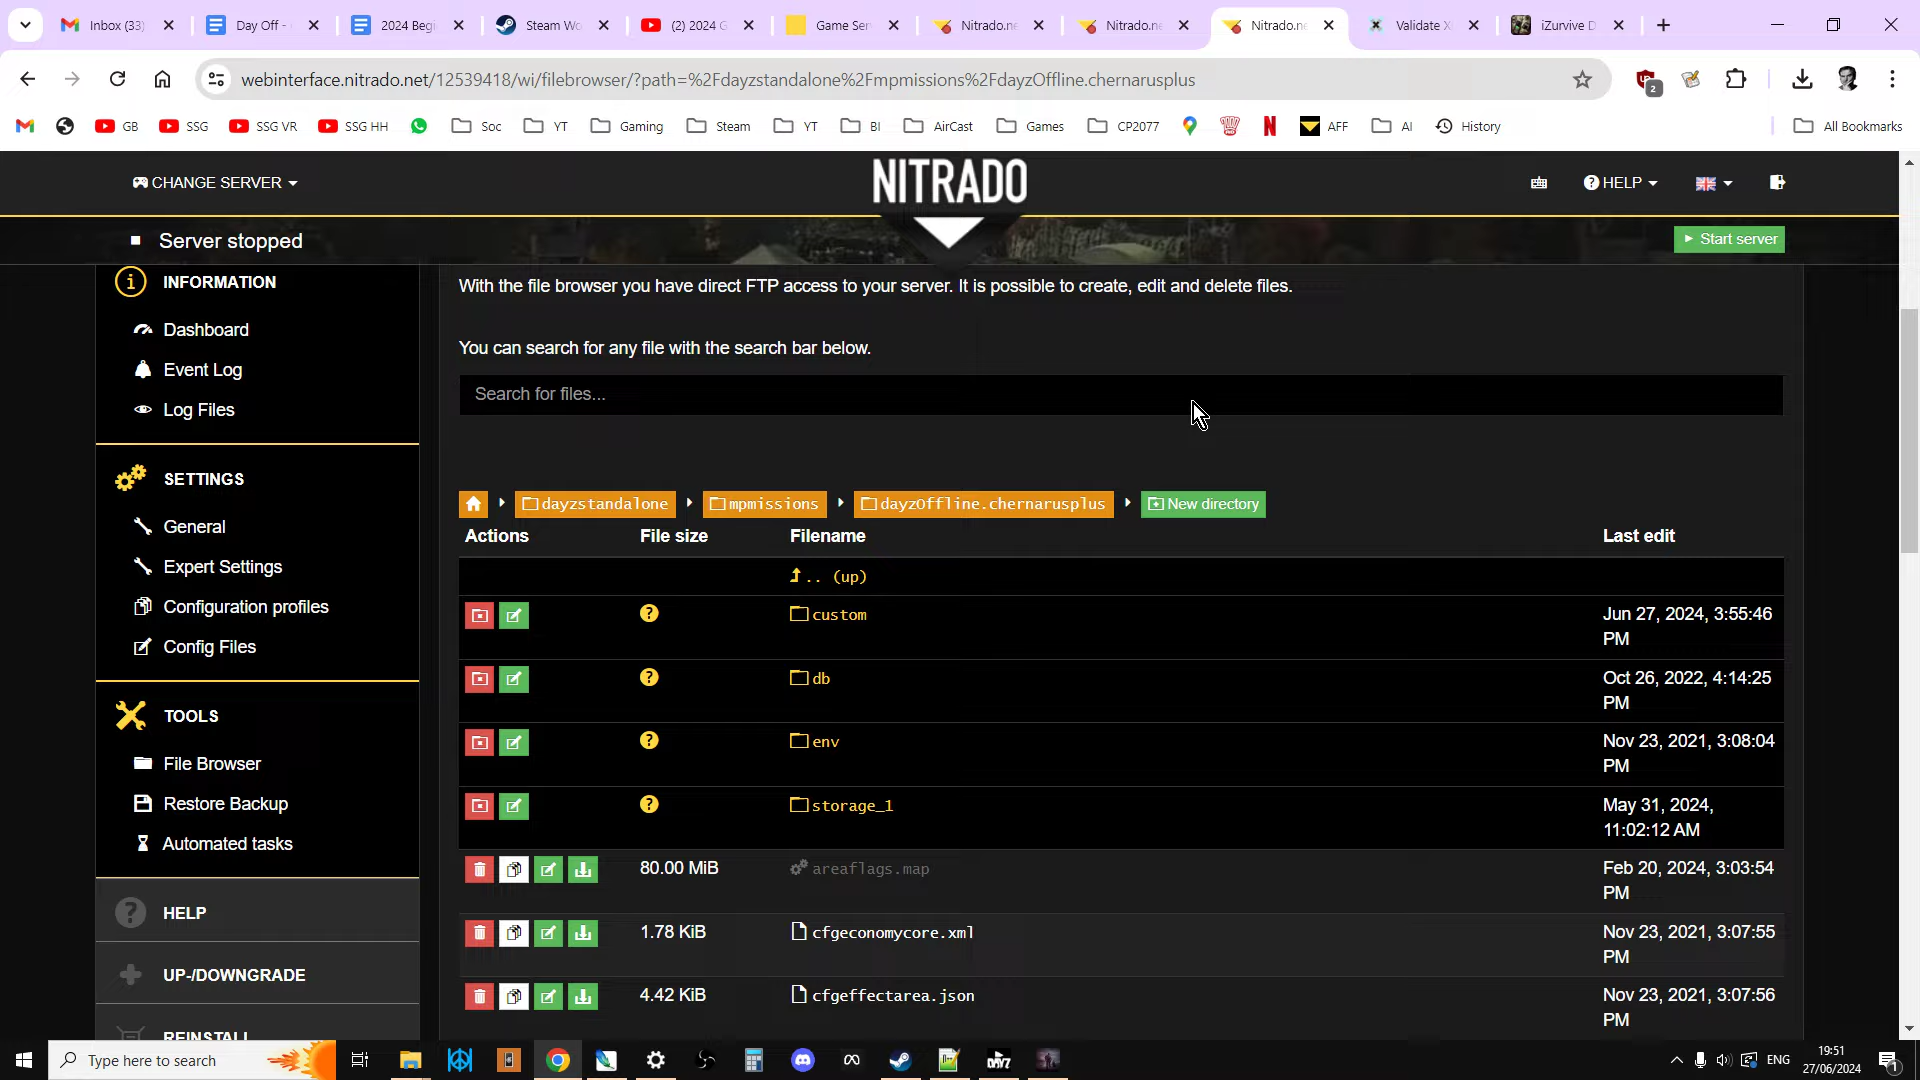 Inbox (33)
Day Off -
2024 Begi
Steam Wo
(2) 2024 G
Game Ser
Nitrado.ne
Nitrado.ne
Nitrado.ne
Validate X
iZurvive D
webinterface.nitrado.net/12539418/wi/filebrowser/?path=%2Fdayzstandalone%2Fmpmissions%2FdayzOffline.chernarusplus
2
GB
SSG
SSG VR
SSG HH
Soc
YT
Gaming
Steam
YT
BI
AirCast
Games
CP2077
AFF
AI
History
All Bookmarks
CHANGE SERVER
NITRADO
HELP
Server stopped
Start server
INFORMATION
Dashboard
Event Log
Log Files
SETTINGS
General
Expert Settings
Configuration profiles
Config Files
TOOLS
File Browser
Restore Backup
Automated tasks
HELP
UP-/DOWNGRADE
REINSTALL
With the file browser you have direct FTP access to your server. It is possible to create, edit and delete files.
You can search for any file with the search bar below.
Search for files...
dayzstandalone
mpmissions
dayzOffline.chernarusplus
New directory
Actions File size Filename Last edit
.. (up)
custom Jun 27, 2024, 3:55:46 PM
db Oct 26, 2022, 4:14:25 PM
env Nov 23, 2021, 3:08:04 PM
storage_1 May 31, 2024, 11:02:12 AM
80.00 MiB areaflags.map Feb 20, 2024, 3:03:54 PM
1.78 KiB cfgeconomycore.xml Nov 23, 2021, 3:07:55 PM
4.42 KiB cfgeffectarea.json Nov 23, 2021, 3:07:56 PM
Type here to search
DAYZ
ENG
19:51
27/06/2024
1